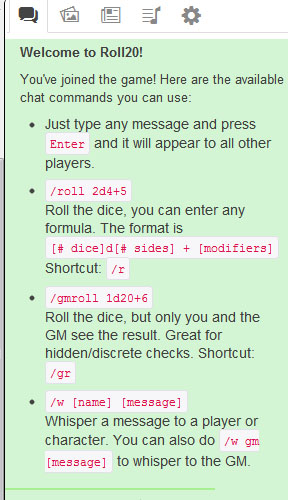 Welcome to Roll20!
You've joined the game! Here are the available
chat commands you can use:
Just type any message and press
Enter and it will appear to all other
players.
/roll 2d4+5
Roll the dice, you can enter any
formula. The format is
[# dice]d[# sides] + [modifiers]
Shortcut: /r
/gmroll 1d20+6
Roll the dice, but only you and the
GM see the result. Great for
hidden/discrete checks. Shortcut:
/gr
/w [name] [message]
Whisper a message to a player or
character. You can also do /w gm
[message] to whisper to the GM.